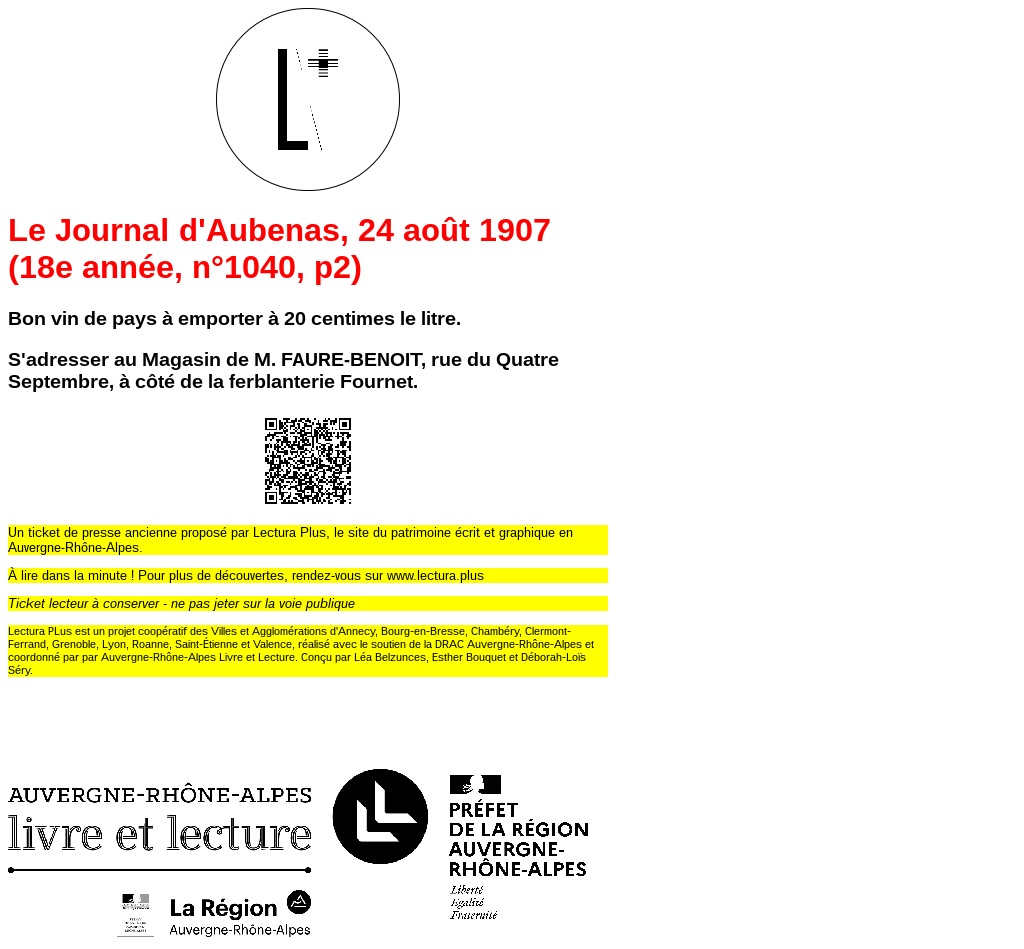 L+
Le Journal d'Aubenas, 24 août 1907
(18e année, n°1040, p2)
Bon vin de pays à emporter à 20 centimes le litre.
S'adresser au Magasin de M. FAURE-BENOIT, rue du Quatre
Septembre, à côté de la ferblanterie Fournet.
Un ticket de presse ancienne proposé par Lectura Plus, le site du patrimoine écrit et graphique en
Auvergne-Rhône-Alpes.
À lire dans la minute ! Pour plus de découvertes, rendez-vous sur www.lectura.plus
Ticket lecteur à conserver - ne pas jeter sur la voie publique
Lectura PLus est un projet coopératif des Villes et Agglomérations d'Annecy, Bourg-en-Bresse, Chambéry, Clermont-
Ferrand, Grenoble, Lyon, Roanne, Saint-Étienne et Valence, réalisé avec le soutien de la DRAC Auvergne-Rhône-Alpes et
coordonné par par Auvergne-Rhône-Alpes Livre et Lecture. Conçu par Léa Belzunces, Esther Bouquet et Déborah-Loïs
Séry.
AUVERGNE-RHÔNE-ALPES
livre et lecture
La Région
Auvergne-Rhône-Alpes
PRÉFET
DE LA RÉGION
AUVERGNE-
RHÔNE-ALPES
Liberté
Égalité
Fraternité